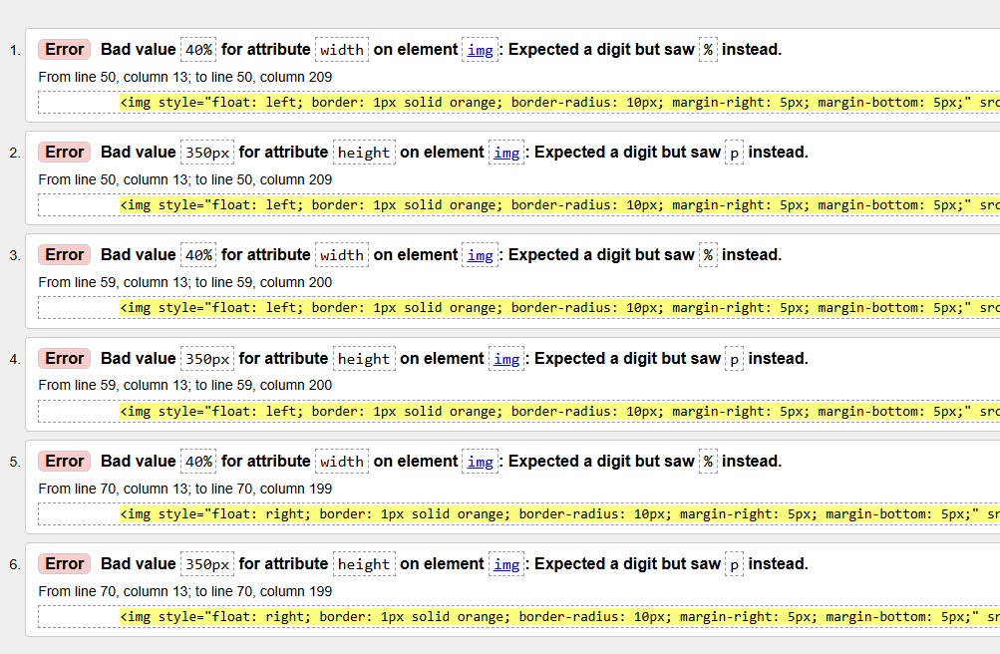 1. Error Bad value 40% for attribute width on element img: Expected a digit but saw % instead.
From line 50, column 13; to line 50, column 209
<img style="float: left; border: 1px solid orange; border-radius: 10px; margin-right: 5px; margin-bottom: 5px;" src
2. Error Bad value 350px for attribute height on element img: Expected a digit but saw p instead.
From line 50, column 13; to line 50, column 209
<img style="float: left; border: 1px solid orange; border-radius: 10px; margin-right: 5px; margin-bottom: 5px;" src
3. Error Bad value 40% for attribute width on element img: Expected a digit but saw % instead.
From line 59, column 13; to line 59, column 200
<img style="float: left; border: 1px solid orange; border-radius: 10px; margin-right: 5px; margin-bottom: 5px;" src
4. Error Bad value 350px for attribute height on element img: Expected a digit but saw p instead.
From line 59, column 13; to line 59, column 200
<img style="float: left; border: 1px solid orange; border-radius: 10px; margin-right: 5px; margin-bottom: 5px;" src
5. Error Bad value 40% for attribute width on element img: Expected a digit but saw % instead.
From line 70, column 13; to line 70, column 199
<img style="float: right; border: 1px solid orange; border-radius: 10px; margin-right: 5px; margin-bottom: 5px;" sr
6. Error Bad value 350px for attribute height on element img: Expected a digit but saw p instead.
From line 70, column 13; to line 70, column 199
<img style="float: right; border: 1px solid orange; border-radius: 10px; margin-right: 5px; margin-bottom: 5px;" sr